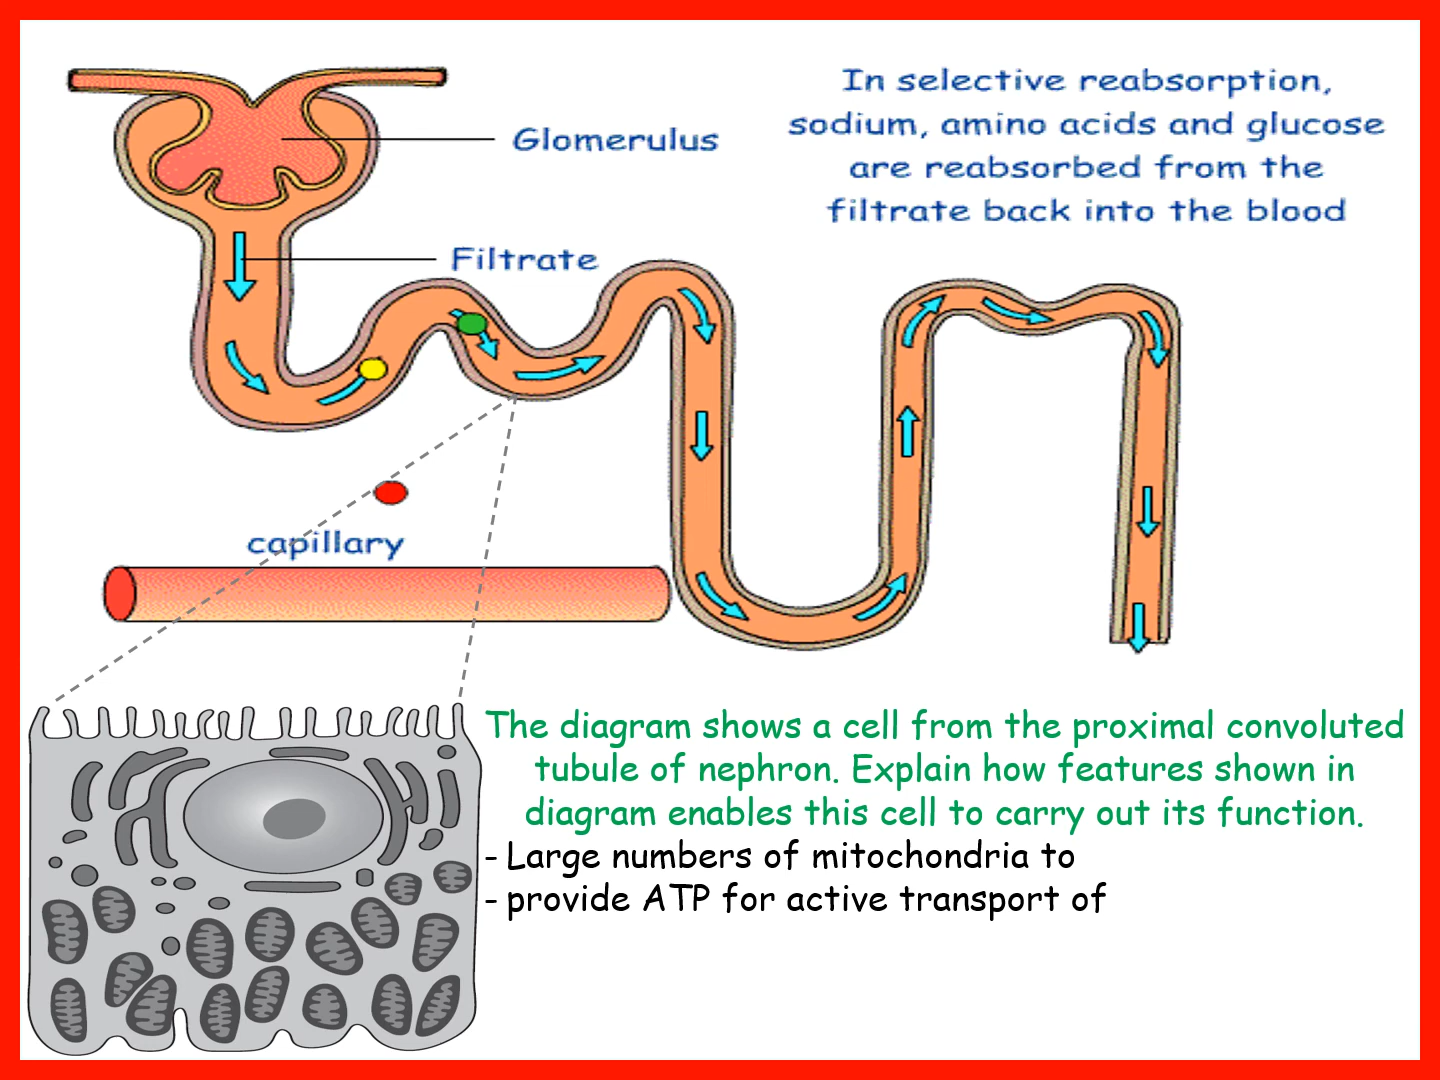 In selective reabsorption,
sodium, amino acids and glucose
are reabsorbed from the
filtrate back into the blood
Glomerulus
Filtrate
capillary
The diagram shows a cell from the proximal convoluted
tubule of nephron. Explain how features shown in
diagram enables this cell to carry out its function.
- Large numbers of mitochondria to
- provide ATP for active transport of